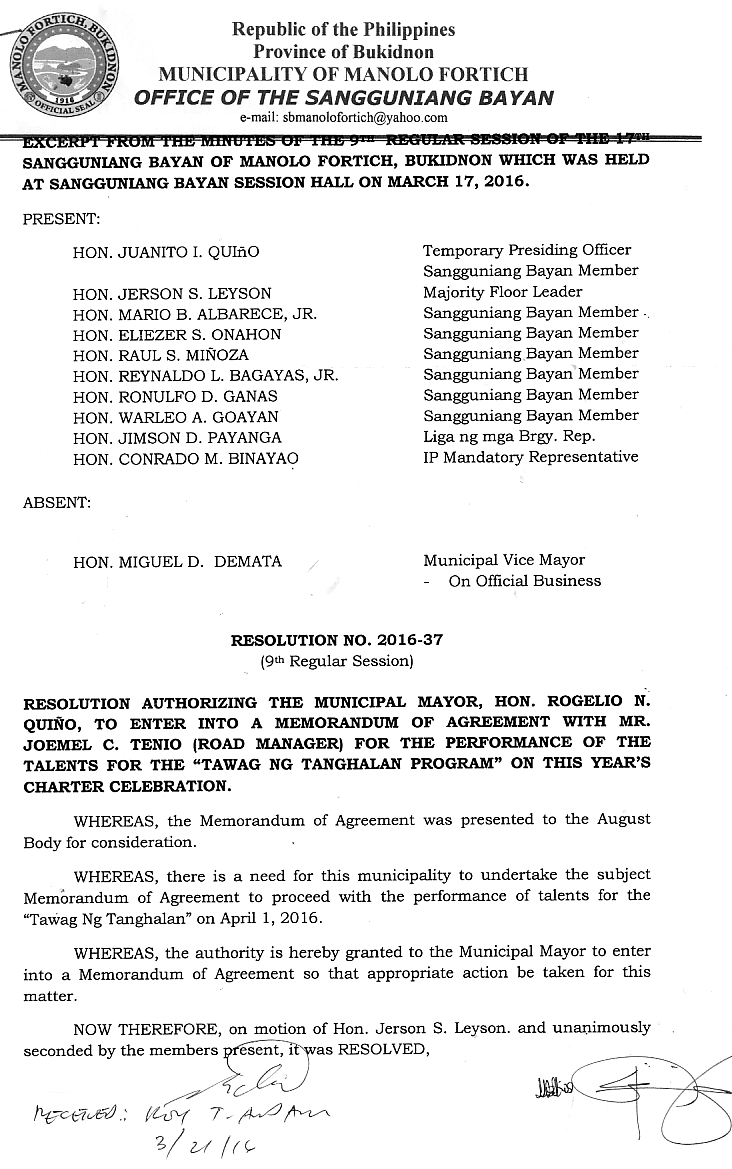 MANOLO FORTICH, BUKIDNON
1916
OFFICIAL SEAL
Republic of the Philippines
Province of Bukidnon
MUNICIPALITY OF MANOLO FORTICH
OFFICE OF THE SANGGUNIANG BAYAN
e-mail: sbmanolofortich@yahoo.com
EXCERPT FROM THE MINUTES OF THE 9TH REGULAR SESSION OF THE 17TH
SANGGUNIANG BAYAN OF MANOLO FORTICH, BUKIDNON WHICH WAS HELD
AT SANGGUNIANG BAYAN SESSION HALL ON MARCH 17, 2016.
PRESENT:
HON. JUANITO I. QUIñO Temporary Presiding Officer
Sangguniang Bayan Member
HON. JERSON S. LEYSON Majority Floor Leader
HON. MARIO B. ALBARECE, JR. Sangguniang Bayan Member
HON. ELIEZER S. ONAHON Sangguniang Bayan Member
HON. RAUL S. MIÑOZA Sangguniang Bayan Member
HON. REYNALDO L. BAGAYAS, JR. Sangguniang Bayan Member
HON. RONULFO D. GANAS Sangguniang Bayan Member
HON. WARLEO A. GOAYAN Sangguniang Bayan Member
HON. JIMSON D. PAYANGA Liga ng mga Brgy. Rep.
HON. CONRADO M. BINAYAO IP Mandatory Representative
ABSENT:
HON. MIGUEL D. DEMATA Municipal Vice Mayor
- On Official Business
RESOLUTION NO. 2016-37
(9th Regular Session)
RESOLUTION AUTHORIZING THE MUNICIPAL MAYOR, HON. ROGELIO N.
QUIÑO, TO ENTER INTO A MEMORANDUM OF AGREEMENT WITH MR.
JOEMEL C. TENIO (ROAD MANAGER) FOR THE PERFORMANCE OF THE
TALENTS FOR THE “TAWAG NG TANGHALAN PROGRAM” ON THIS YEAR’S
CHARTER CELEBRATION.
WHEREAS, the Memorandum of Agreement was presented to the August
Body for consideration.
WHEREAS, there is a need for this municipality to undertake the subject
Memorandum of Agreement to proceed with the performance of talents for the
“Tawag Ng Tanghalan” on April 1, 2016.
WHEREAS, the authority is hereby granted to the Municipal Mayor to enter
into a Memorandum of Agreement so that appropriate action be taken for this
matter.
NOW THEREFORE, on motion of Hon. Jerson S. Leyson. and unanimously
seconded by the members present, it was RESOLVED,
RECEIVED: ROY T.
3/21/16